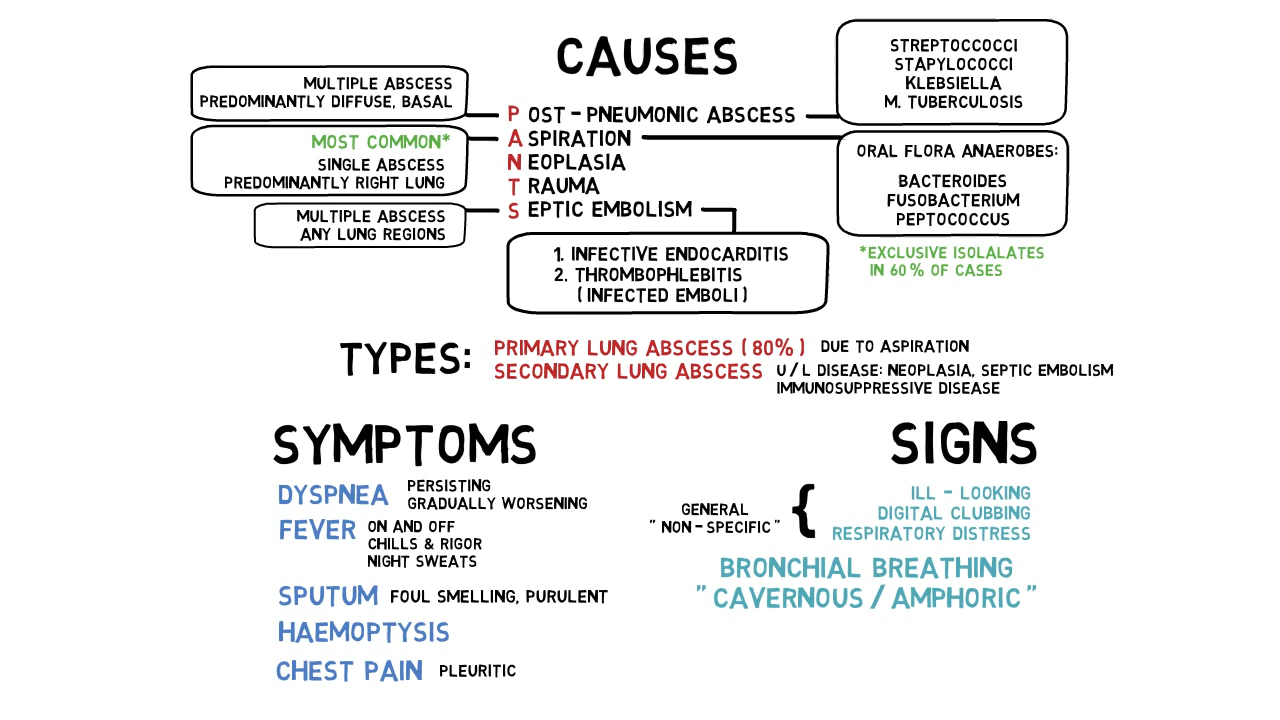 CAUSES
MULTIPLE ABSCESS
PREDOMINANTLY DIFFUSE, BASAL
MOST COMMON*
SINGLE ABSCESS
PREDOMINANTLY RIGHT LUNG
MULTIPLE ABSCESS
ANY LUNG REGIONS
POST - PNEUMONIC ABSCESS
ASPIRATION
NEOPLASIA
TRAUMA
SEPTIC EMBOLISM
STREPTOCCOCCI
STAPYLOCOCCI
KLEBSIELLA
M. TUBERCULOSIS
ORAL FLORA ANAEROBES:
BACTEROIDES
FUSOBACTERIUM
PEPTOCOCCUS
*EXCLUSIVE ISOLALATES
IN 60% OF CASES
1. INFECTIVE ENDOCARDITIS
2. THROMBOPHLEBITIS
(INFECTED EMBOLI)
TYPES:
PRIMARY LUNG ABSCESS (80%) DUE TO ASPIRATION
SECONDARY LUNG ABSCESS U/L DISEASE: NEOPLASIA, SEPTIC EMBOLISM
IMMUNOSUPPRESSIVE DISEASE
SYMPTOMS
DYSPNEA PERSISTING
GRADUALLY WORSENING
FEVER ON AND OFF
CHILLS & RIGOR
NIGHT SWEATS
SPUTUM FOUL SMELLING, PURULENT
HAEMOPTYSIS
CHEST PAIN PLEURITIC
SIGNS
GENERAL
"NON-SPECIFIC"
{
ILL - LOOKING
DIGITAL CLUBBING
RESPIRATORY DISTRESS
BRONCHIAL BREATHING
"CAVERNOUS / AMPHORIC"